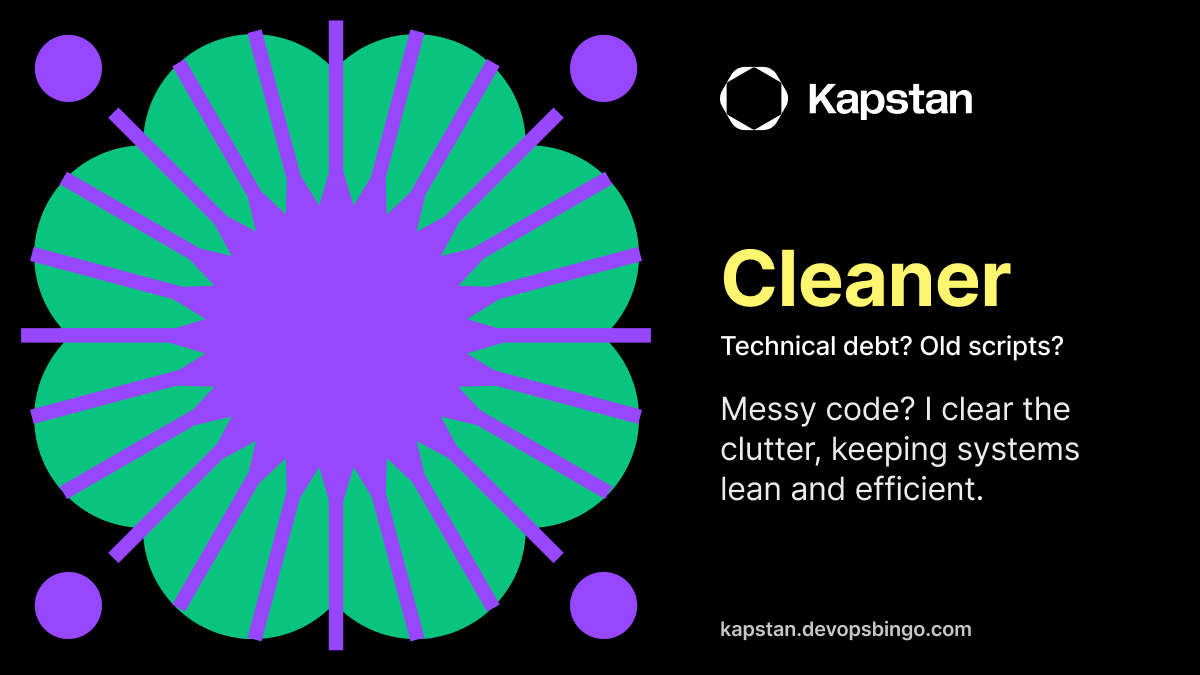 Kapstan
Cleaner
Technical debt? Old scripts?
Messy code? I clear the
clutter, keeping systems
lean and efficient.
kapstan.devopsbingo.com